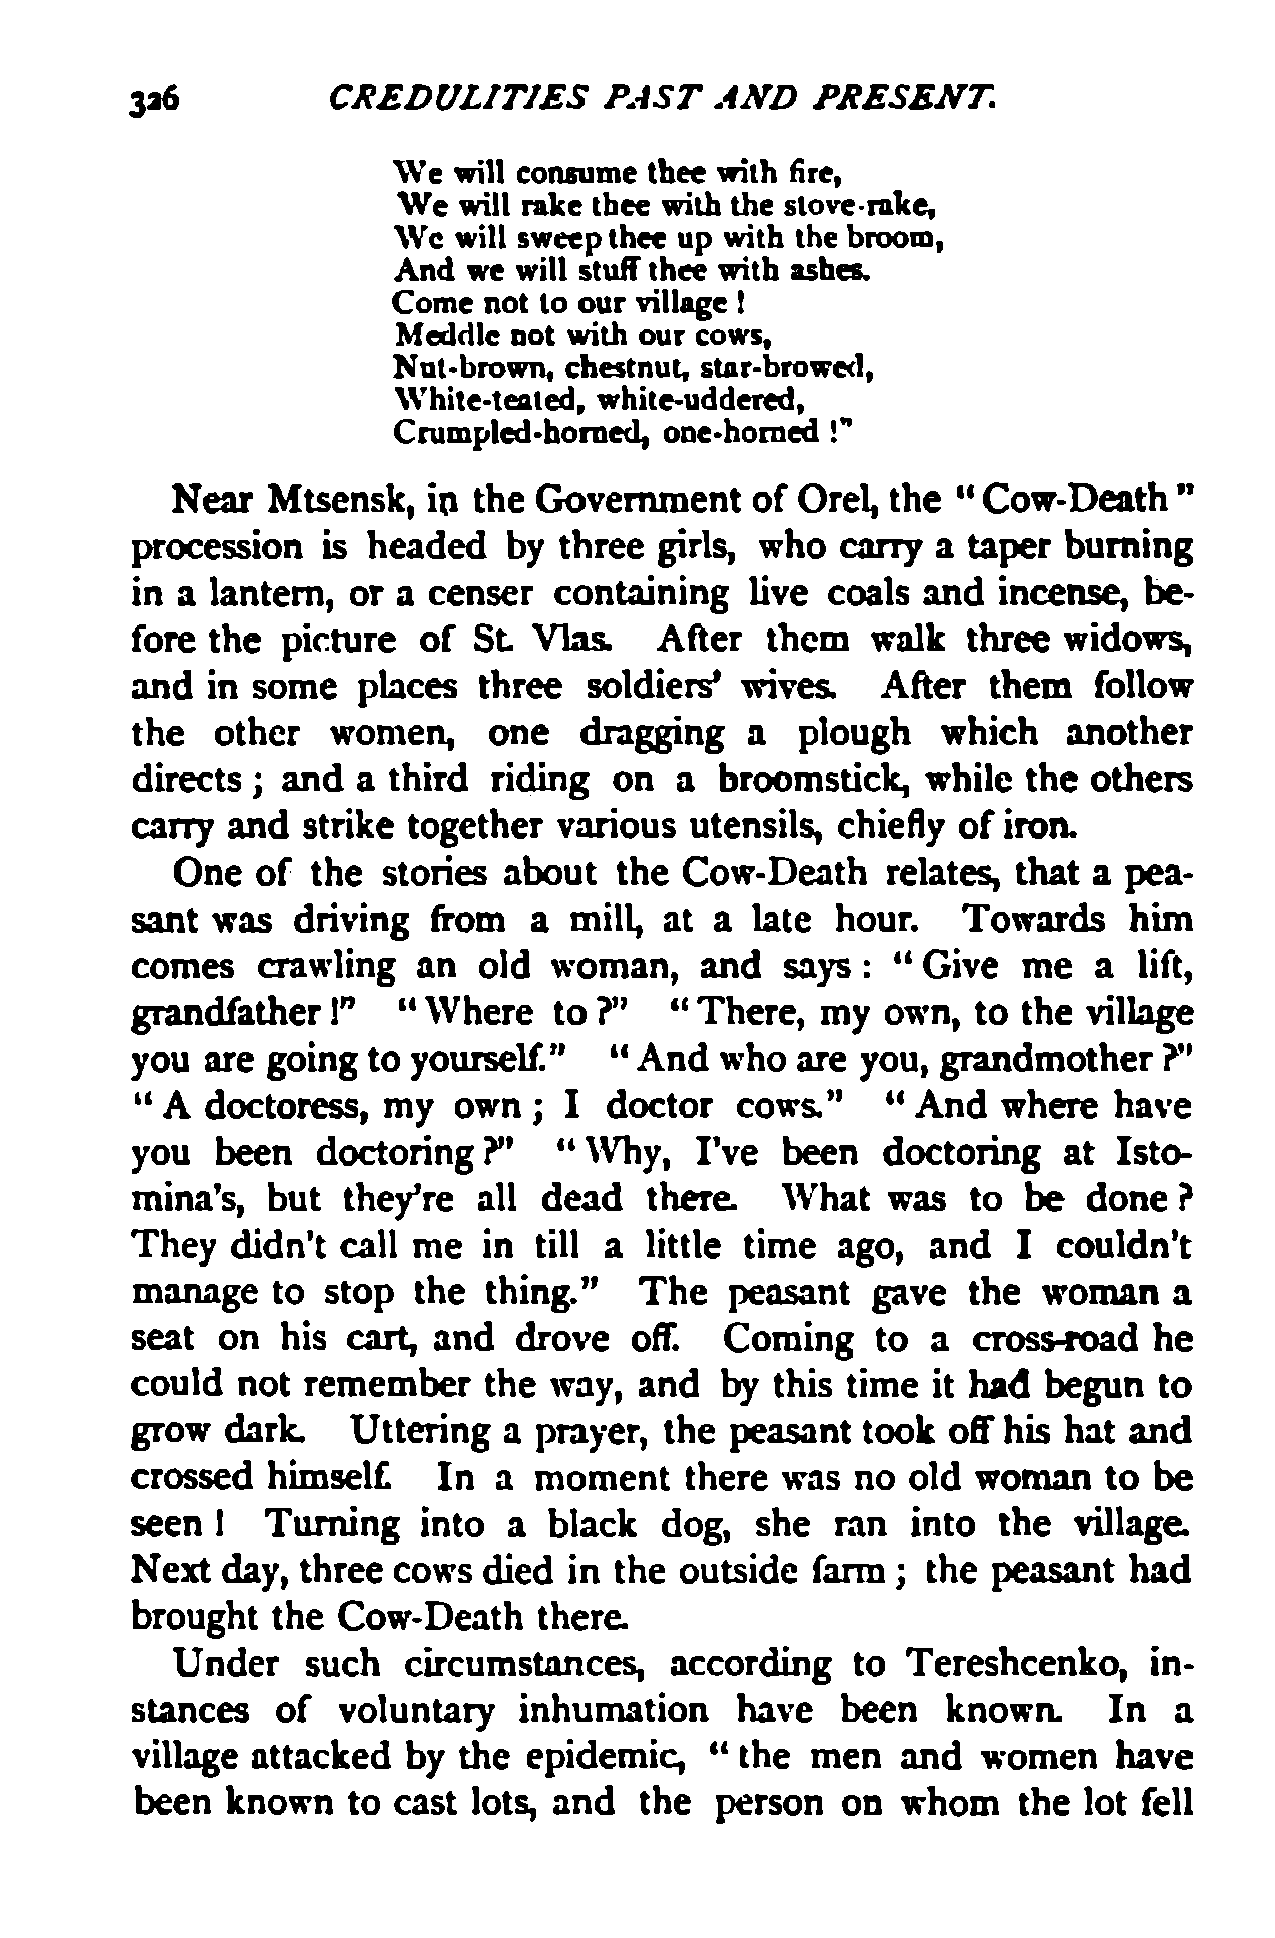 326 CREDULITIES PAST AND PRESENT.
We will consume thee with fire,
We will rake thee with the stove-rake,
We will sweep thee up with the broom,
And we will stuff thee with ashes.
Come not to our village !
Meddle not with our cows,
Nut-brown, chestnut, star-browed,
White-teated, white-uddered,
Crumpled-horned, one-horned !"
Near Mtsensk, in the Government of Orel, the "Cow-Death"
procession is headed by three girls, who carry a taper burning
in a lantern, or a censer containing live coals and incense, be-
fore the picture of St. Vlas. After them walk three widows,
and in some places three soldiers' wives. After them follow
the other women, one dragging a plough which another
directs ; and a third riding on a broomstick, while the others
carry and strike together various utensils, chiefly of iron.
One of the stories about the Cow-Death relates, that a pea-
sant was driving from a mill, at a late hour. Towards him
comes crawling an old woman, and says : "Give me a lift,
grandfather !" "Where to ?" "There, my own, to the village
you are going to yourself." "And who are you, grandmother ?"
"A doctoress, my own ; I doctor cows." "And where have
you been doctoring ?" "Why, I've been doctoring at Isto-
mina's, but they're all dead there. What was to be done ?
They didn't call me in till a little time ago, and I couldn't
manage to stop the thing." The peasant gave the woman a
seat on his cart, and drove off. Coming to a cross-road he
could not remember the way, and by this time it had begun to
grow dark. Uttering a prayer, the peasant took off his hat and
crossed himself. In a moment there was no old woman to be
seen ! Turning into a black dog, she ran into the village.
Next day, three cows died in the outside farm ; the peasant had
brought the Cow-Death there.
Under such circumstances, according to Tereshcenko, in-
stances of voluntary inhumation have been known. In a
village attacked by the epidemic, "the men and women have
been known to cast lots, and the person on whom the lot fell